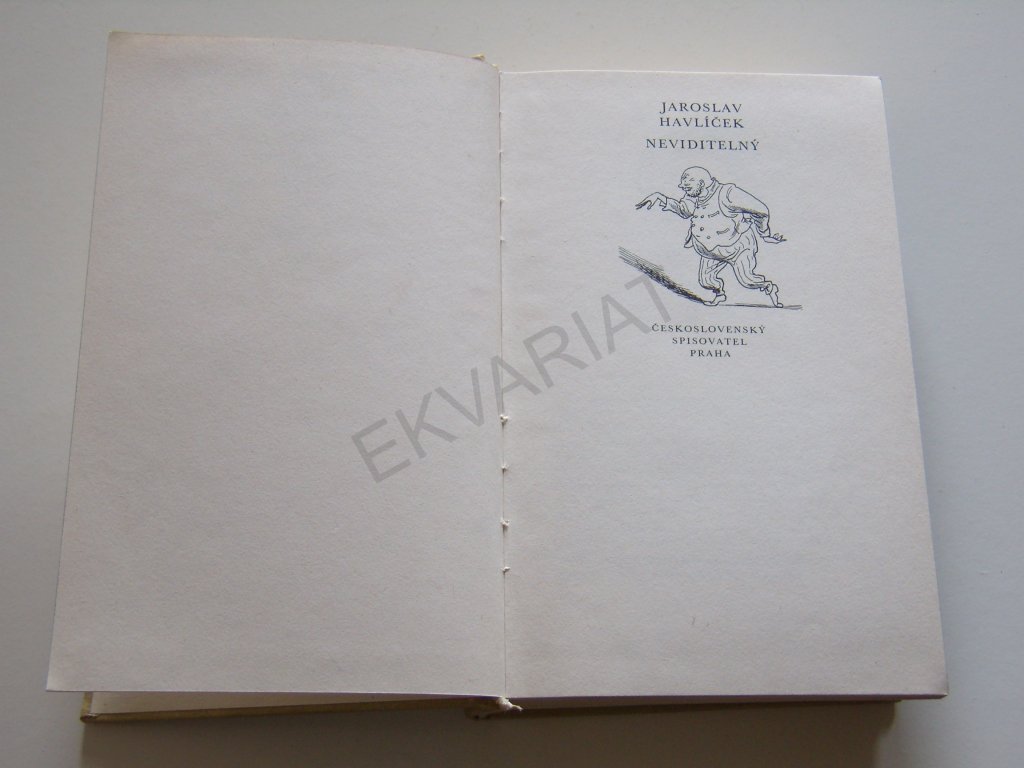 JAROSLAV
HAVLÍČEK
NEVIDITELNÝ
ČESKOSLOVENSKÝ
SPISOVATEL
PRAHA
EKVARIAT